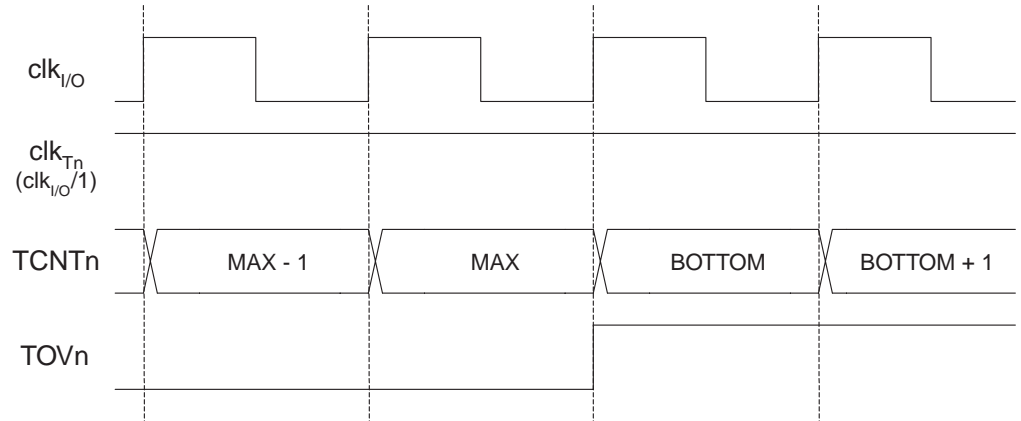 clkI/O
clkTn
(clkI/O/1)
TCNTn MAX - 1 MAX BOTTOM BOTTOM + 1
TOVn